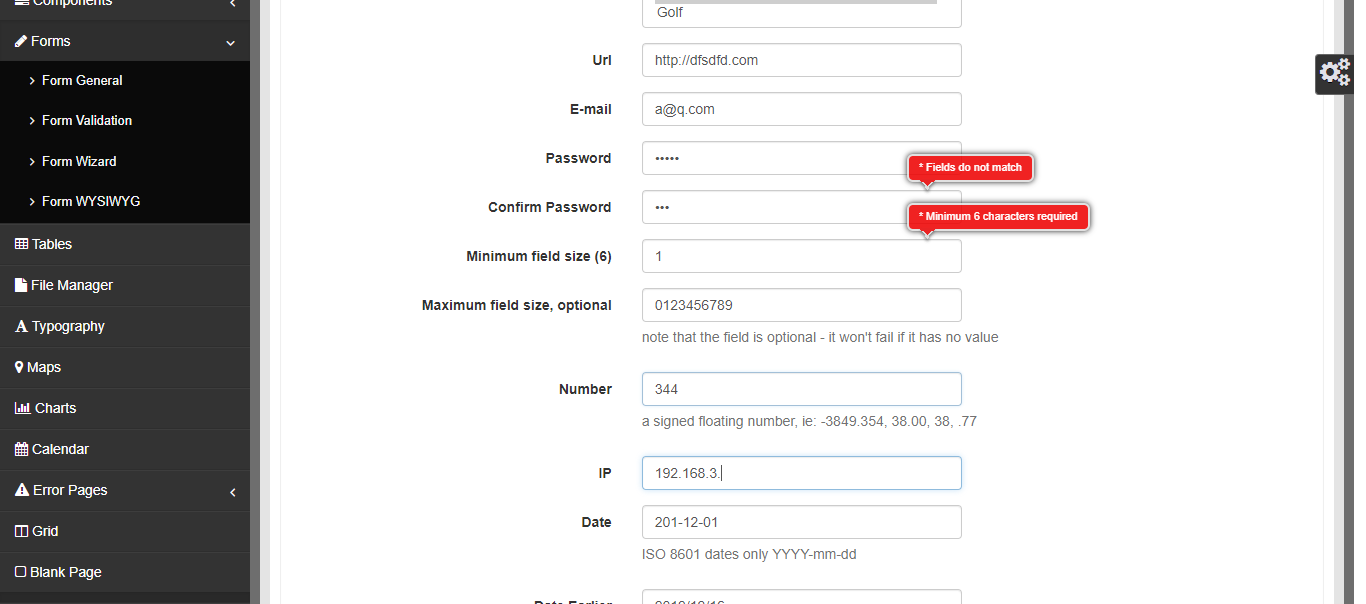 Components
Forms
Form General
Form Validation
Form Wizard
Form WYSIWYG
Tables
File Manager
Typography
Maps
Charts
Calendar
Error Pages
Grid
Blank Page
Golf
Url http://dfsdfd.com
E-mail a@q.com
Password •••••
* Fields do not match
Confirm Password •••
* Minimum 6 characters required
Minimum field size (6) 1
Maximum field size, optional 0123456789
note that the field is optional - it won't fail if it has no value
Number 344
a signed floating number, ie: -3849.354, 38.00, 38, .77
IP 192.168.3.
Date 201-12-01
ISO 8601 dates only YYYY-mm-dd
Date Earlier